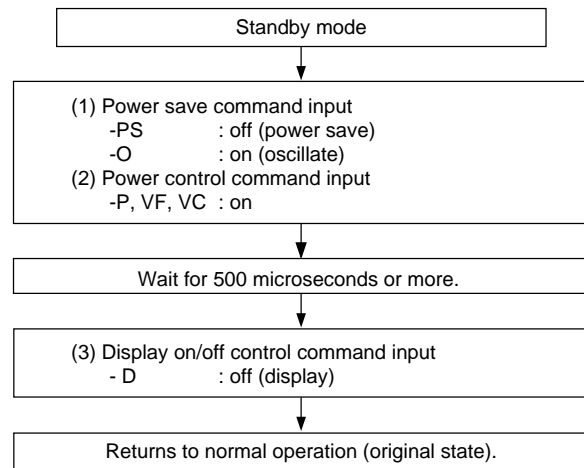 Standby mode
(1) Power save command input
-PS : off (power save)
-O : on (oscillate)
(2) Power control command input
-P, VF, VC : on
Wait for 500 microseconds or more.
(3) Display on/off control command input
- D : off (display)
Returns to normal operation (original state).